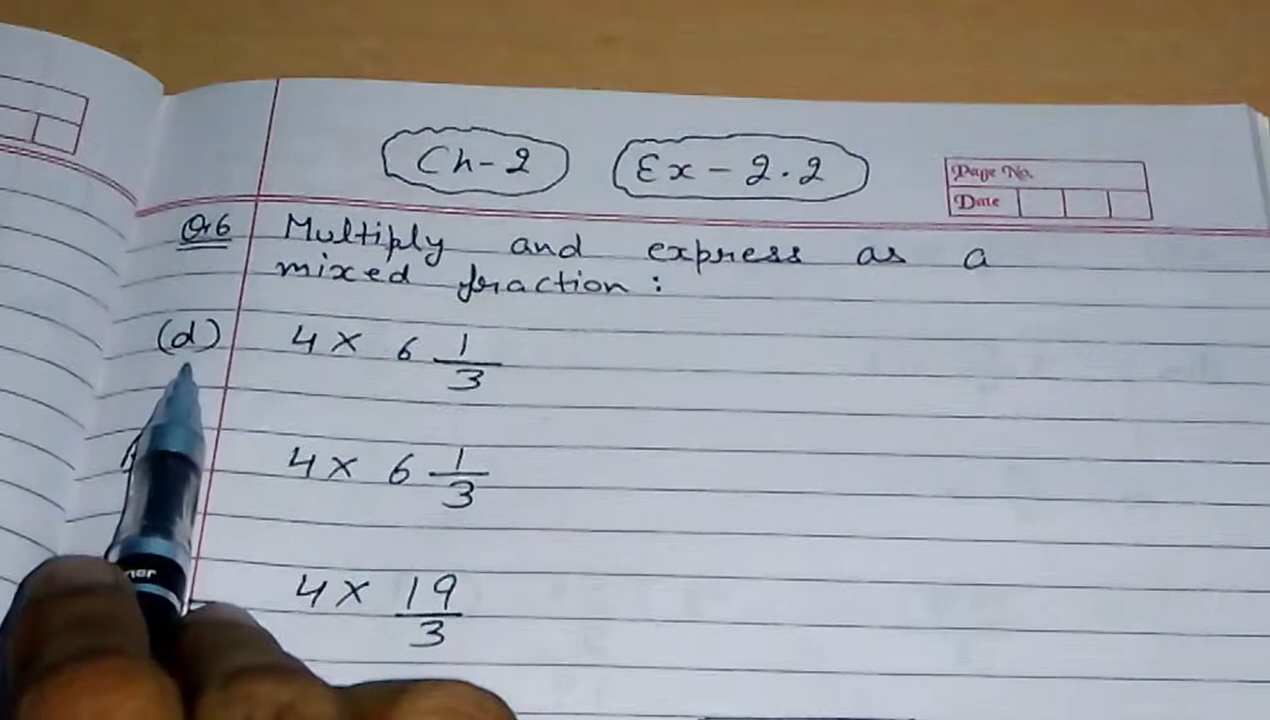 Ch-2 Ex-2.2
Page No.
Date
Q.6 Multiply and express as a
mixed fraction :
(d) 4 x 6 1/3
4 x 6 1/3
4 x 19/3